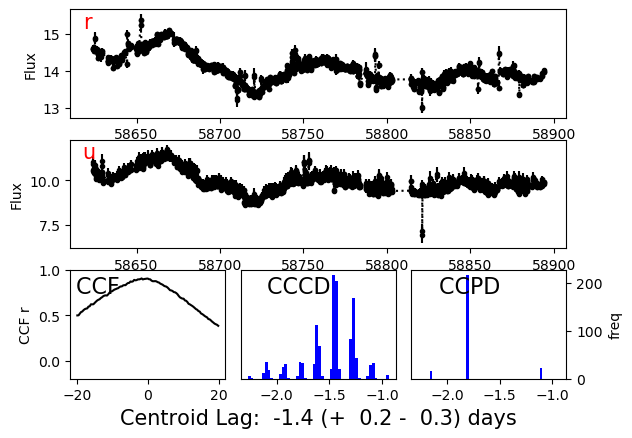 r
15
14
13
Flux
58650 58700 58750 58800 58850 58900
u
10.0
7.5
Flux
58650 58700 58750 58800 58850 58900
CCF
1.0
0.5
0.0
CCF r
−20 0 20
CCCD
−2.0 −1.5 −1.0
CCPD
200
100
0
freq
−2.0 −1.5 −1.0
Centroid Lag: -1.4 (+ 0.2 - 0.3) days